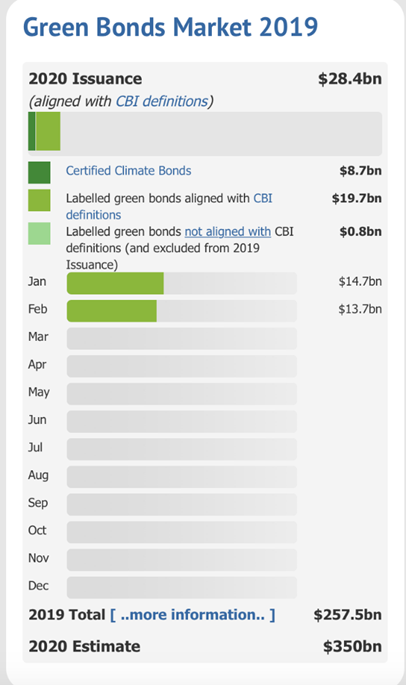 Green Bonds Market 2019
2020 Issuance $28.4bn
(aligned with CBI definitions)
Certified Climate Bonds $8.7bn
Labelled green bonds aligned with CBI $19.7bn
definitions
Labelled green bonds not aligned with CBI $0.8bn
definitions (and excluded from 2019
Issuance)
Jan $14.7bn
Feb $13.7bn
Mar
Apr
May
Jun
Jul
Aug
Sep
Oct
Nov
Dec
2019 Total [ ..more information.. ] $257.5bn
2020 Estimate $350bn